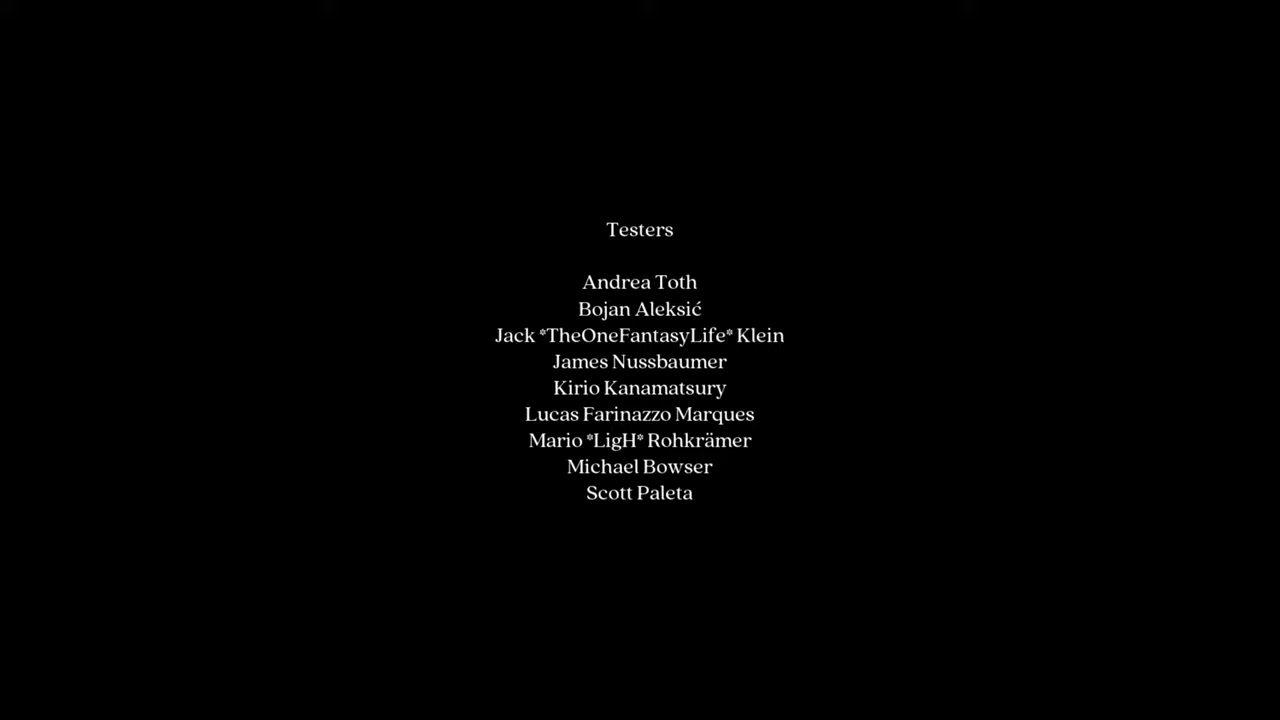 Testers
Andrea Toth
Bojan Aleksić
Jack *TheOneFantasyLife* Klein
James Nussbaumer
Kirio Kanamatsury
Lucas Farinazzo Marques
Mario *LigH* Rohkrämer
Michael Bowser
Scott Paleta